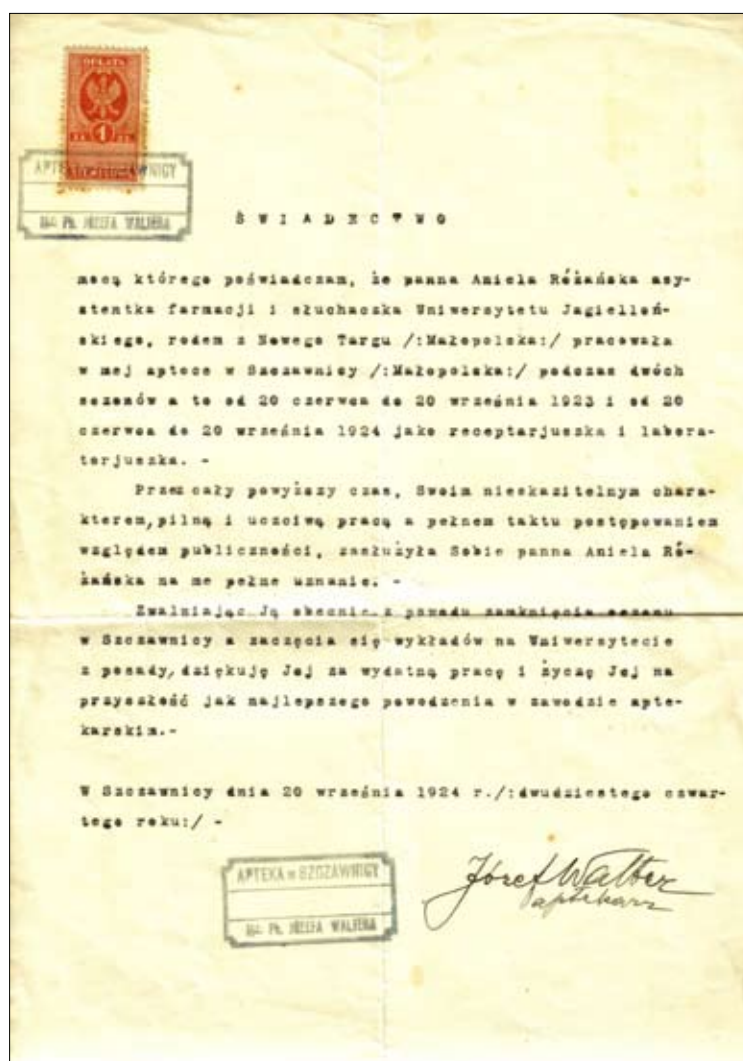 OPŁATA
1
APTEKA w SZCZAWNICY
Mg. Ph. JÓZEFA WALTERA
ŚWIADECTWO
mocą którego poświadczam, że panna Aniela Różańska asy-
stentka farmacji i słuchaczka Uniwersytetu Jagielloń-
skiego, rodem z Nowego Targu /:Małopolska:/ pracowała
w mej aptece w Szczawnicy /:Małopolska:/ podczas dwóch
sezonów a to od 20 czerwca do 20 września 1923 i od 20
czerwca do 20 września 1924 jako receptarjuszka i labora-
torjuszka. -
Przez cały powyższy czas, Swoim nieskazitelnym chara-
kterem,pilną i uczciwą pracą a pełnem taktu postępowaniem
względem publiczności, zasłużyła Sobie panna Aniela Ró-
żańska na me pełne uznanie. -
Zwalniając Ją obecnie z powodu zamknięcia sezonu
w Szczawnicy a zaczęcia się wykładów na Uniwersytecie
z posady,dziękuję Jej za wydatną pracę i życzę Jej na
przyszłość jak najlepszego powodzenia w zawodzie apte-
karskim.-
W Szczawnicy dnia 20 września 1924 r./:dwudziestego czwar-
tego roku:/ -
APTEKA w SZCZAWNICY
Mg. Ph. JÓZEFA WALTERA
Józef Walter
aptekarz